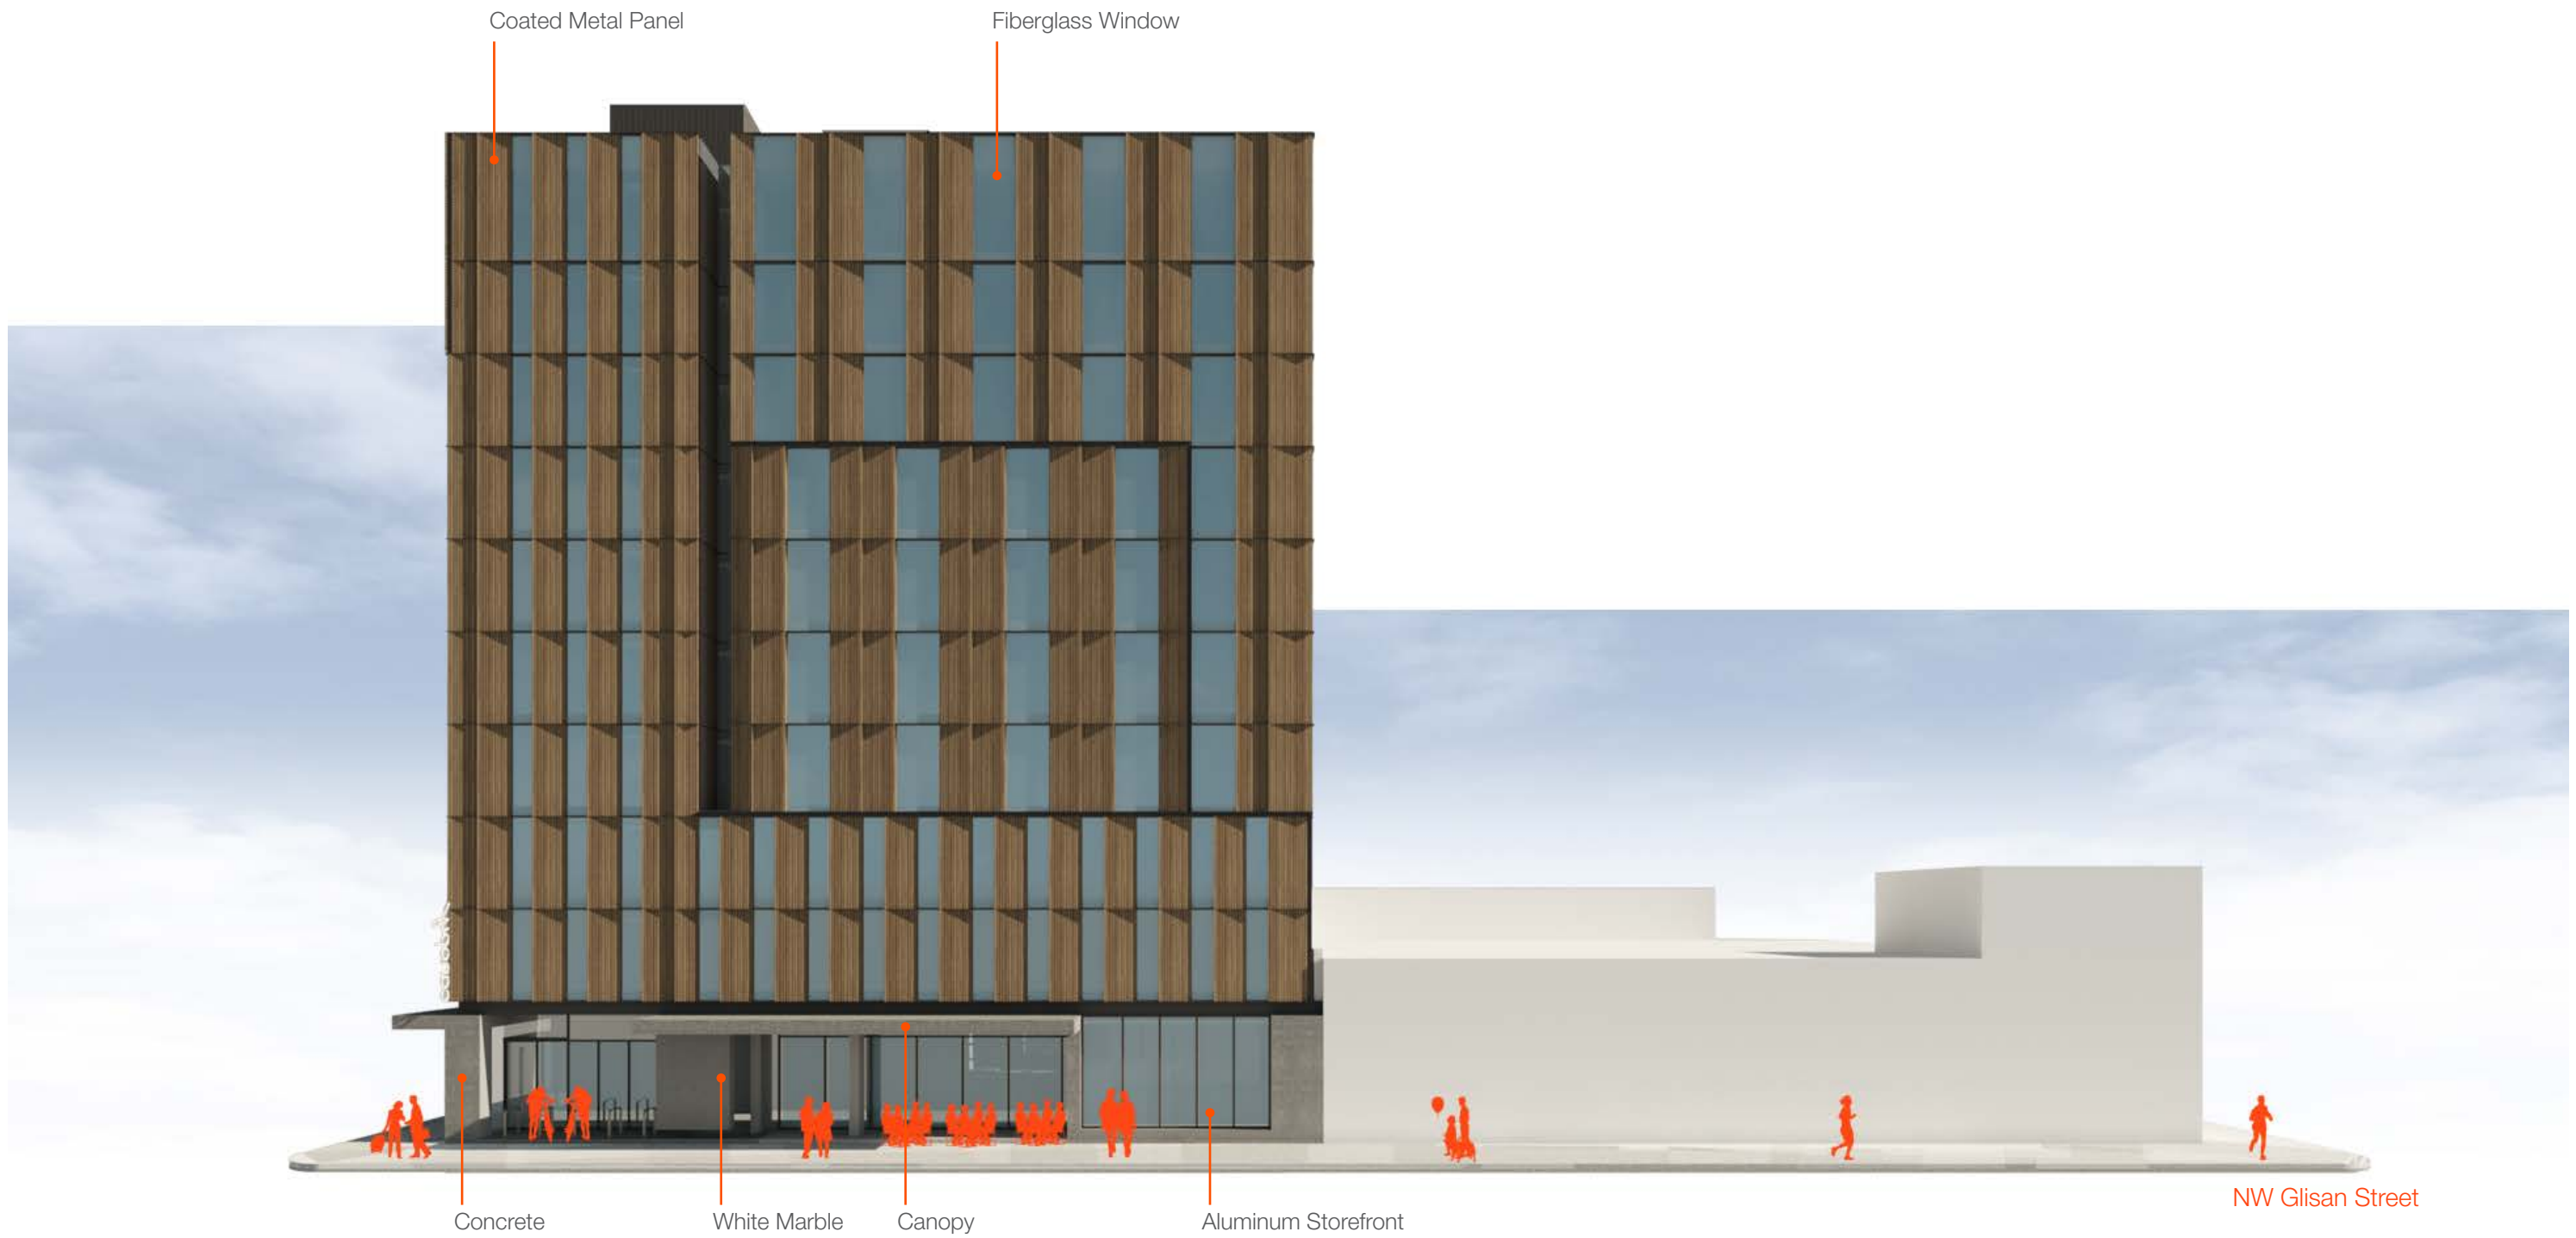 Coated Metal Panel
Fiberglass Window
NW Glisan Street
Concrete
White Marble
Canopy
Aluminum Storefront